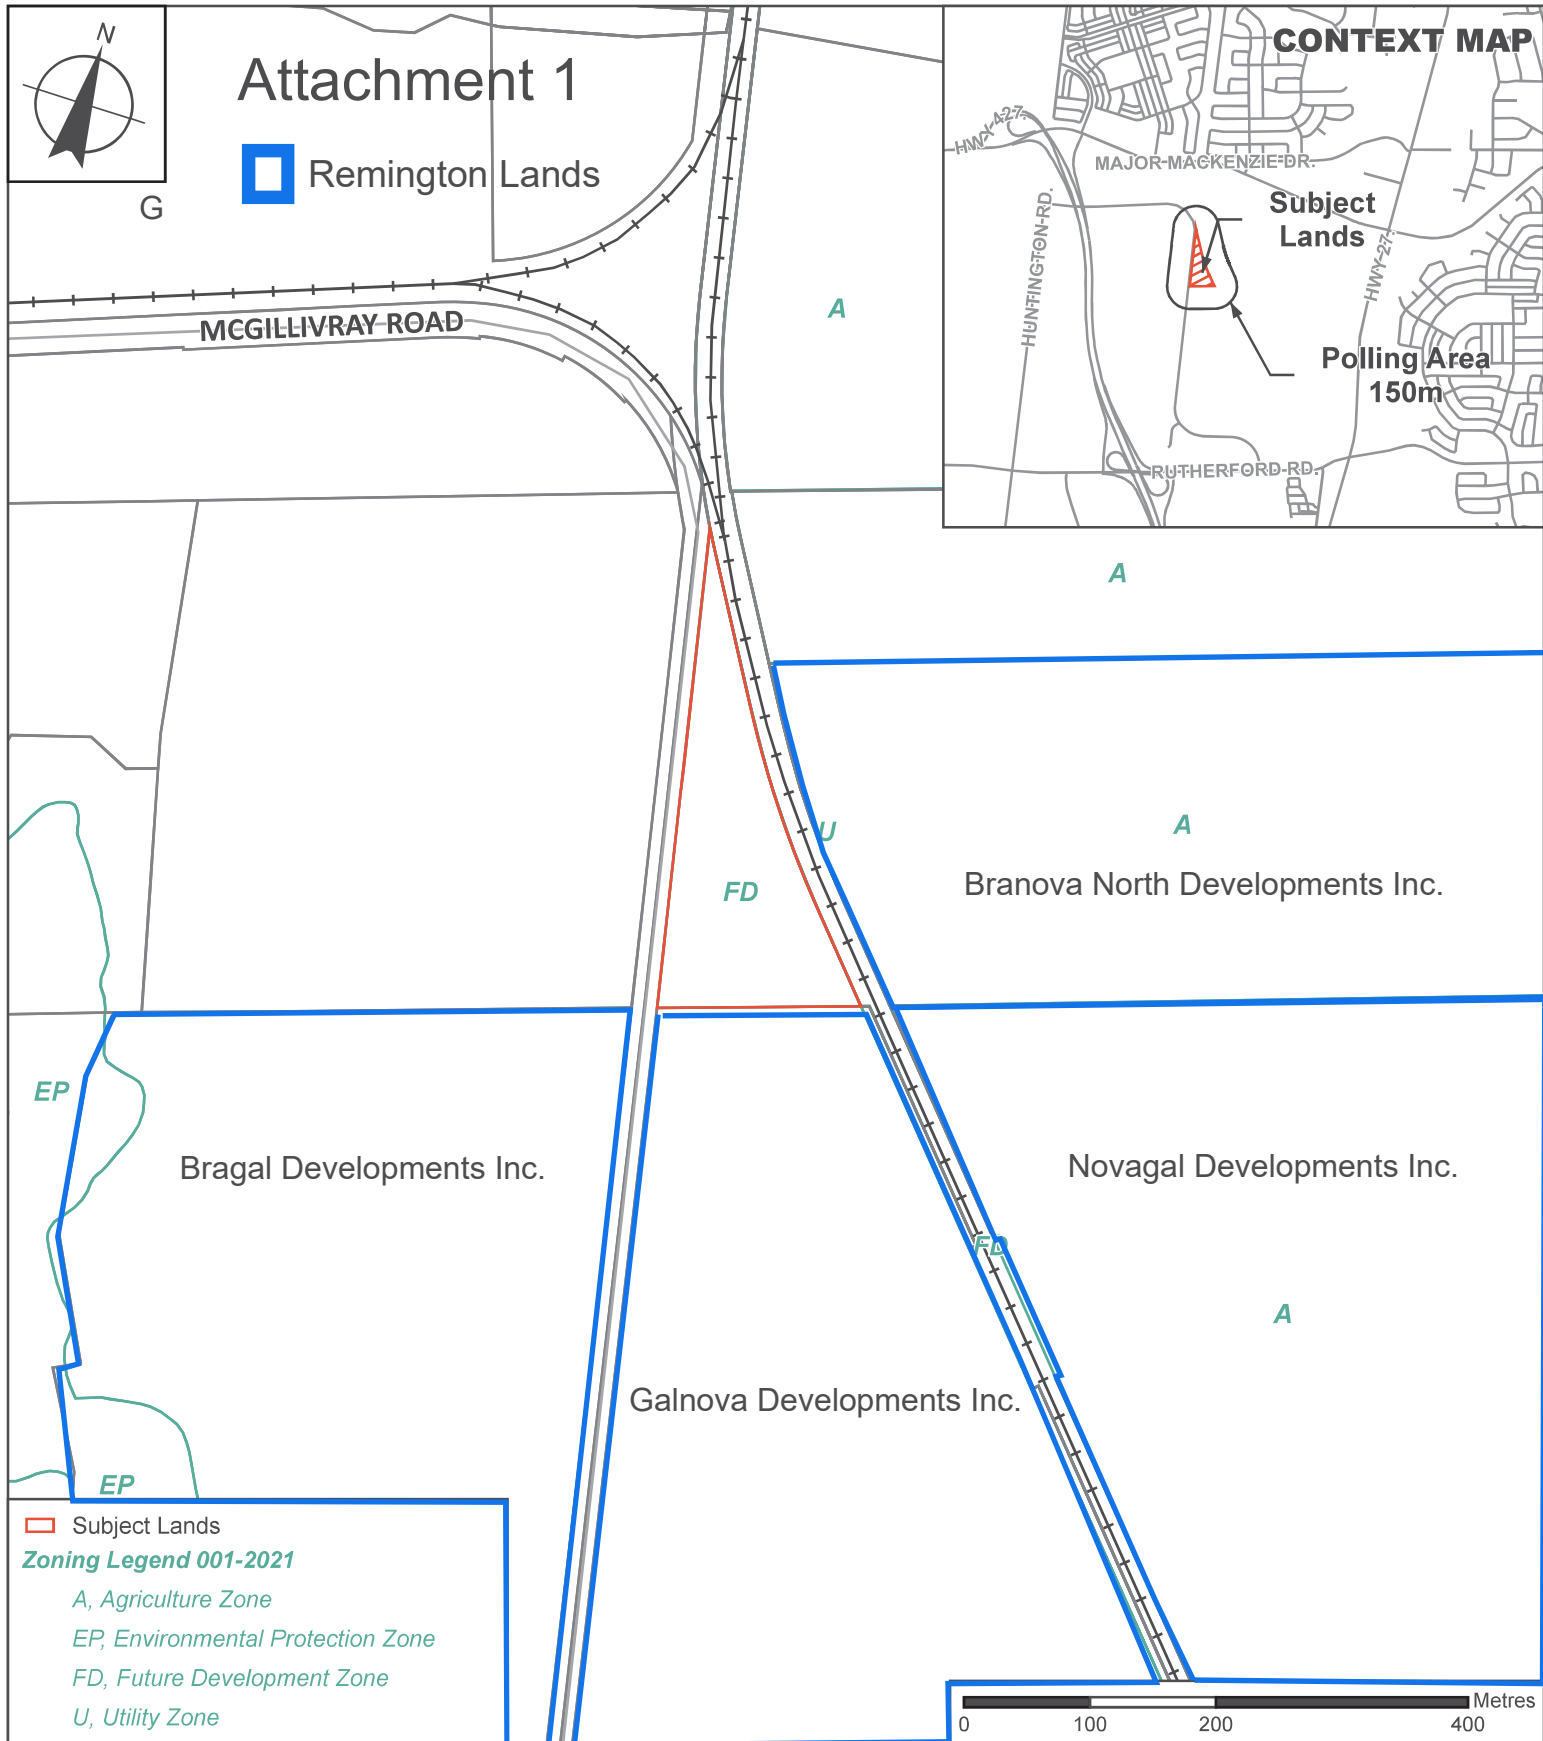 N
Attachment 1
Remington Lands
G
CONTEXT MAP
HWY 427.
MAJOR MACKENZIE DR.
HUNTINGTON RD.
Subject
Lands
HWY 27.
Polling Area
150m
RUTHERFORD RD.
MCGILLIVRAY ROAD
A
A
U
A
FD
Branova North Developments Inc.
EP
Bragal Developments Inc.
Novagal Developments Inc.
FD
A
Galnova Developments Inc.
EP
Subject Lands
Zoning Legend 001-2021
A, Agriculture Zone
EP, Environmental Protection Zone
FD, Future Development Zone
U, Utility Zone
Metres
0 100 200 400